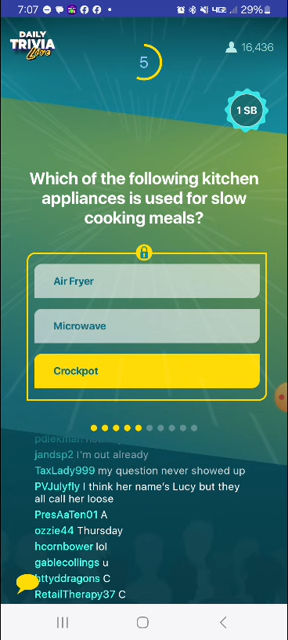 7:07
4GE
29%
DAILY
TRIVIA
Live
5
16,436
1 SB
Which of the following kitchen
appliances is used for slow
cooking meals?
Air Fryer
Microwave
Crockpot
jandsp2 I'm out already
TaxLady999 my question never showed up
PVJulyfly I think her name's Lucy but they
all call her loose
PresAaTen01 A
ozzie44 Thursday
hcornbower lol
gablecollings u
ttyddragons C
RetailTherapy37 C